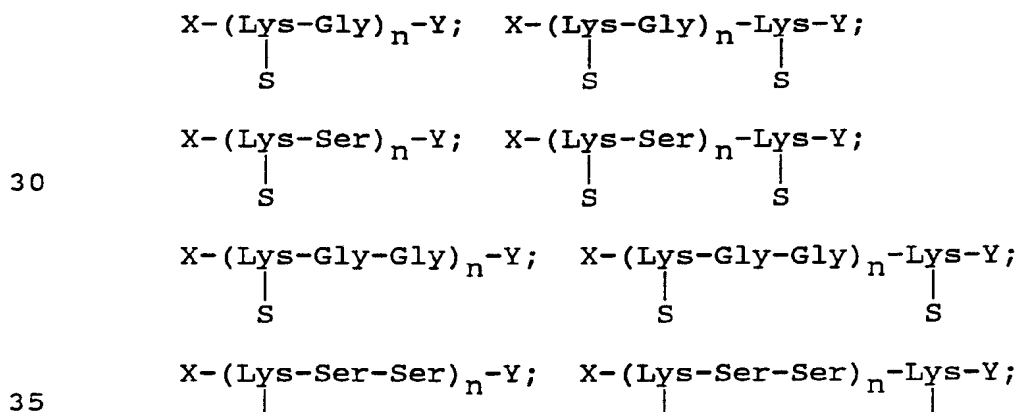 X-(Lys-Gly)n-Y; X-(Lys-Gly)n-Lys-Y;
S S S
X-(Lys-Ser)n-Y; X-(Lys-Ser)n-Lys-Y;
30
S S S
X-(Lys-Gly-Gly)n-Y; X-(Lys-Gly-Gly)n-Lys-Y;
S S S
X-(Lys-Ser-Ser)n-Y; X-(Lys-Ser-Ser)n-Lys-Y;
35